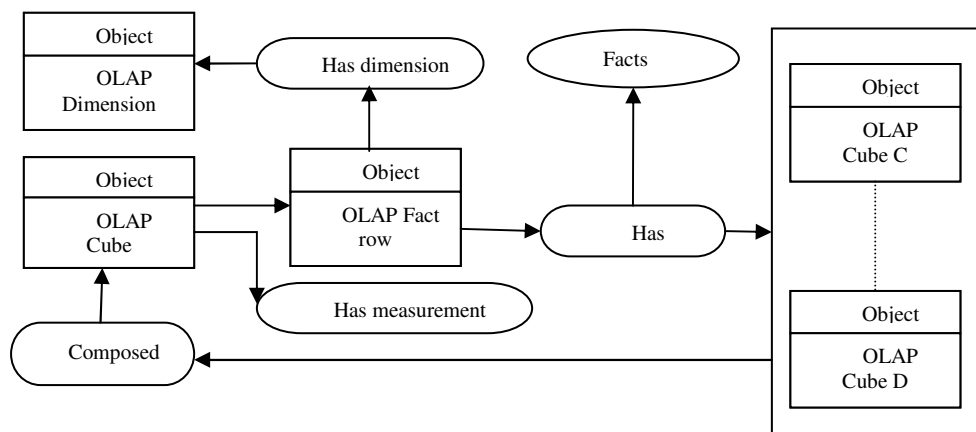 Object
OLAP
Dimension
Has dimension
Facts
Object
OLAP
Cube C
Object
OLAP
Cube
Object
OLAP Fact
row
Has
Has measurement
Composed
Object
OLAP
Cube D